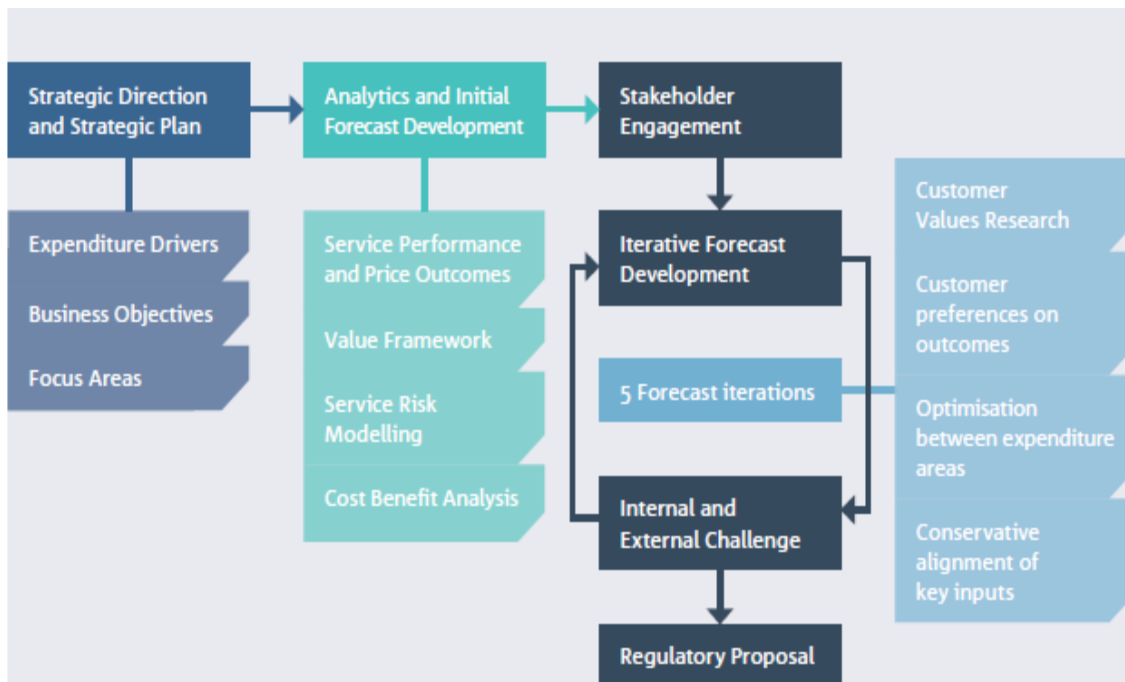 Strategic Direction
and Strategic Plan
Expenditure Drivers
Business Objectives
Focus Areas
Analytics and Initial
Forecast Development
Service Performance
and Price Outcomes
Value Framework
Service Risk
Modelling
Cost Benefit Analysis
Stakeholder
Engagement
Iterative Forecast
Development
5 Forecast iterations
Internal and
External Challenge
Regulatory Proposal
Customer
Values Research
Customer
preferences on
outcomes
Optimisation
between expenditure
areas
Conservative
alignment of
key inputs